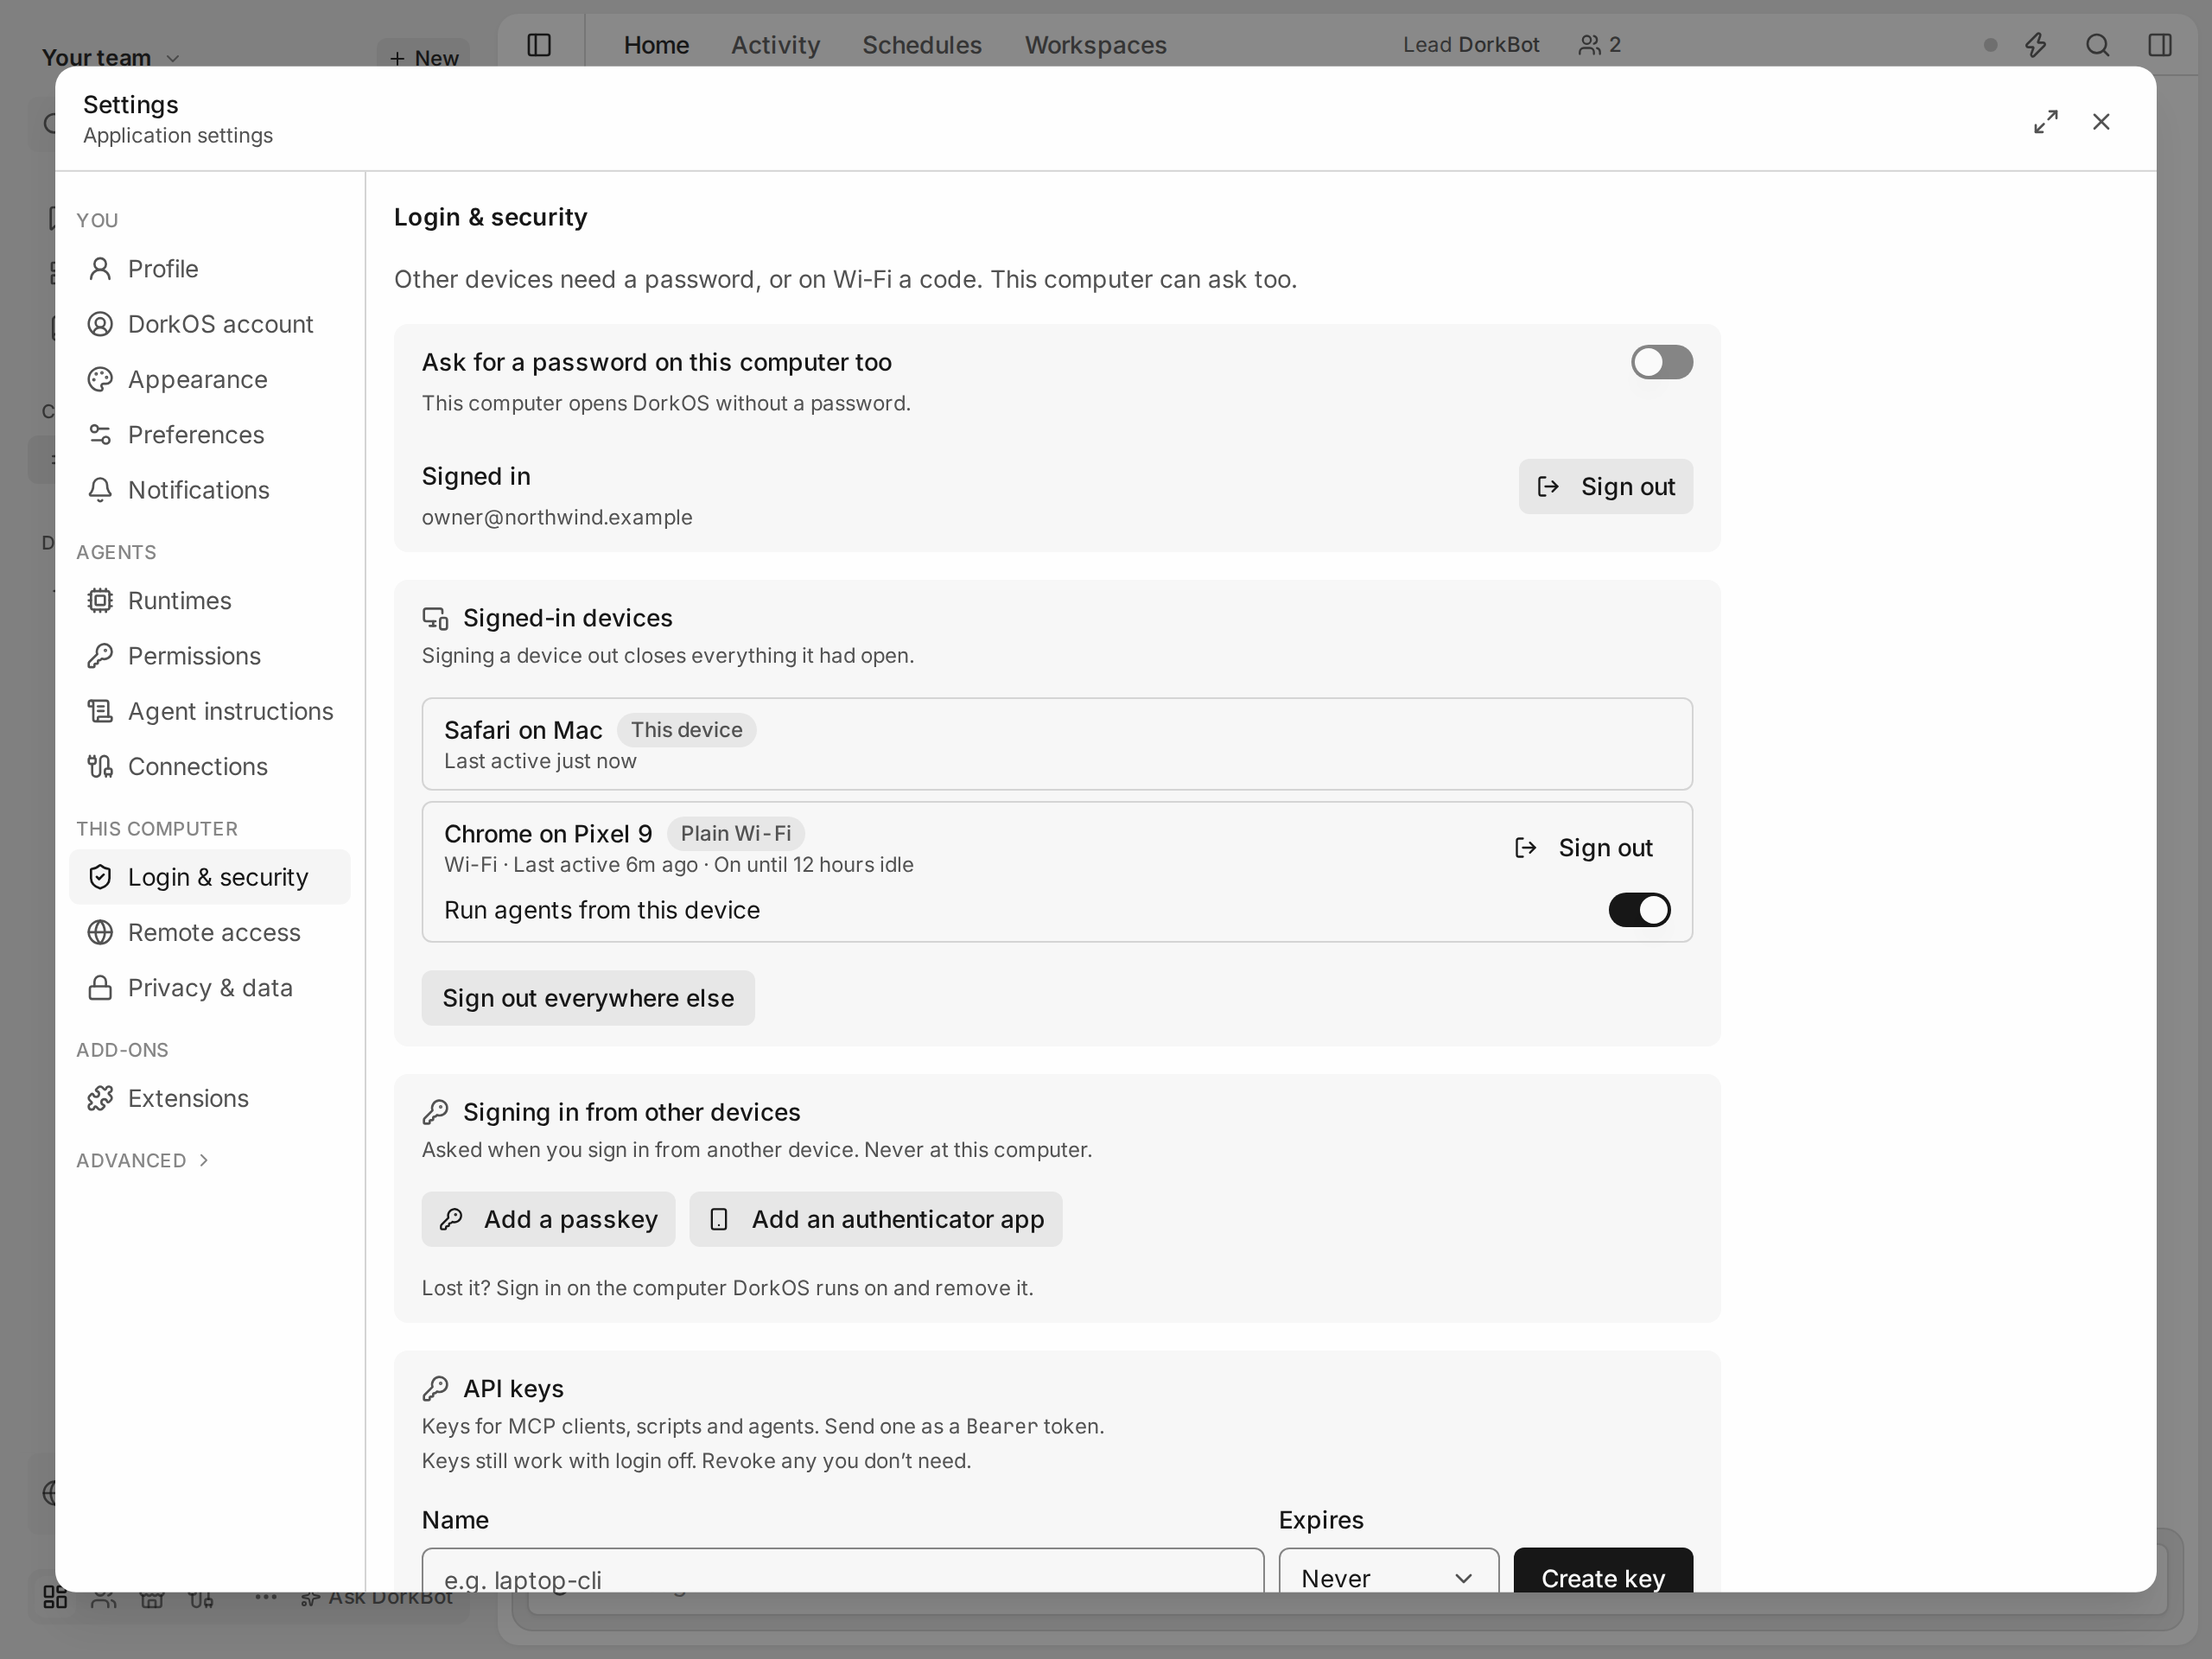 Your team
New
Home
Activity
Schedules
Workspaces
Lead DorkBot
2
Settings
Application settings
YOU
Profile
DorkOS account
Appearance
Preferences
Notifications
AGENTS
Runtimes
Permissions
Agent instructions
Connections
THIS COMPUTER
Login & security
Remote access
Privacy & data
ADD-ONS
Extensions
ADVANCED
Login & security
Other devices need a password, or on Wi-Fi a code. This computer can ask too.
Ask for a password on this computer too
This computer opens DorkOS without a password.
Signed in
owner@northwind.example
Sign out
Signed-in devices
Signing a device out closes everything it had open.
Safari on Mac
This device
Last active just now
Chrome on Pixel 9
Plain Wi-Fi
Wi-Fi · Last active 6m ago · On until 12 hours idle
Sign out
Run agents from this device
Sign out everywhere else
Signing in from other devices
Asked when you sign in from another device. Never at this computer.
Add a passkey
Add an authenticator app
Lost it? Sign in on the computer DorkOS runs on and remove it.
API keys
Keys for MCP clients, scripts and agents. Send one as a Bearer token.
Keys still work with login off. Revoke any you don’t need.
Name
Expires
e.g. laptop-cli
Never
Create key
Ask DorkBot